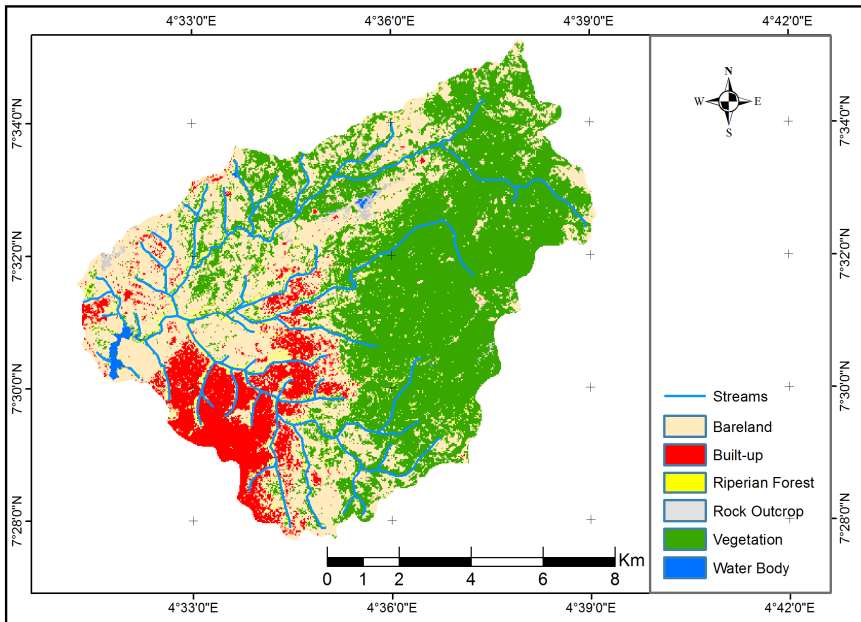 4°33'0"E 4°36'0"E 4°39'0"E 4°42'0"E
N
W E
S
7°34'0"N 7°34'0"N
7°32'0"N 7°32'0"N
7°30'0"N 7°30'0"N
7°28'0"N 7°28'0"N
Streams
Bareland
Built-up
Riperian Forest
Rock Outcrop
Vegetation
Water Body
Km
0 1 2 4 6 8
4°33'0"E 4°36'0"E 4°39'0"E 4°42'0"E